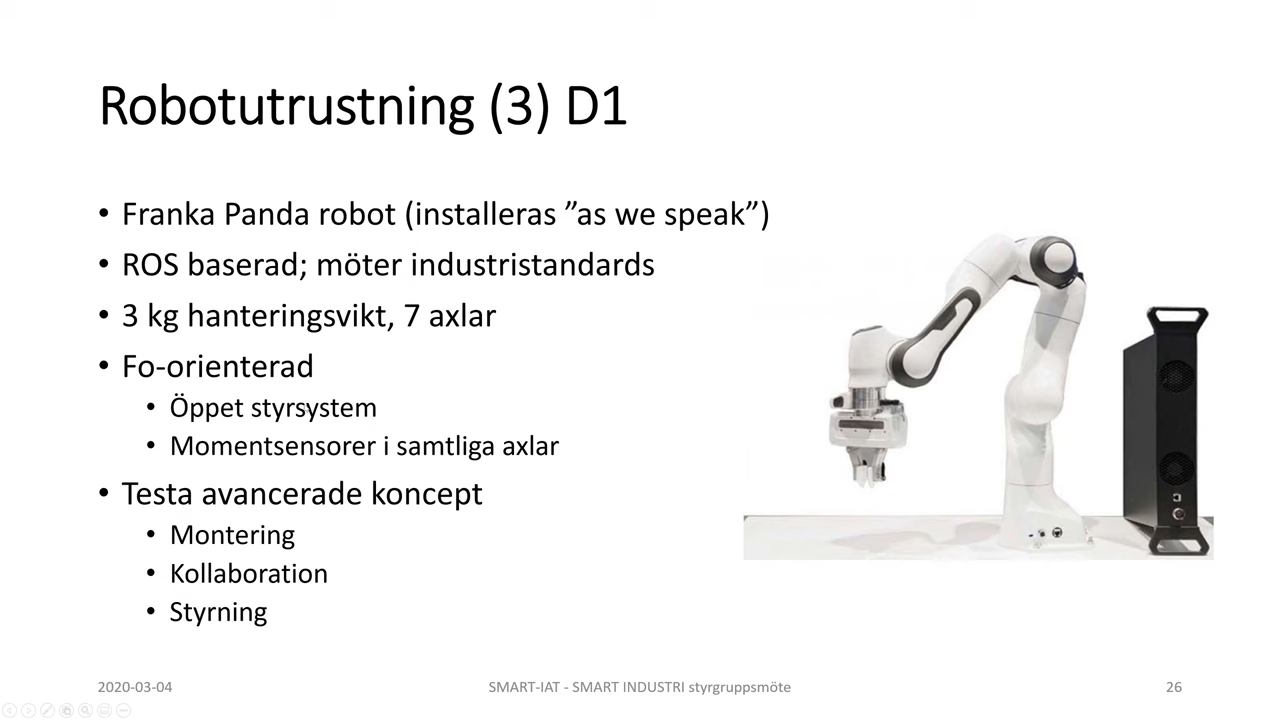 Robotutrustning (3) D1
• Franka Panda robot (installeras ”as we speak”)
• ROS baserad; möter industristandards
• 3 kg hanteringsvikt, 7 axlar
• Fo-orienterad
• Öppet styrsystem
• Momentsensorer i samtliga axlar
• Testa avancerade koncept
• Montering
• Kollaboration
• Styrning
2020-03-04
SMART-IAT - SMART INDUSTRI styrgruppsmöte
26